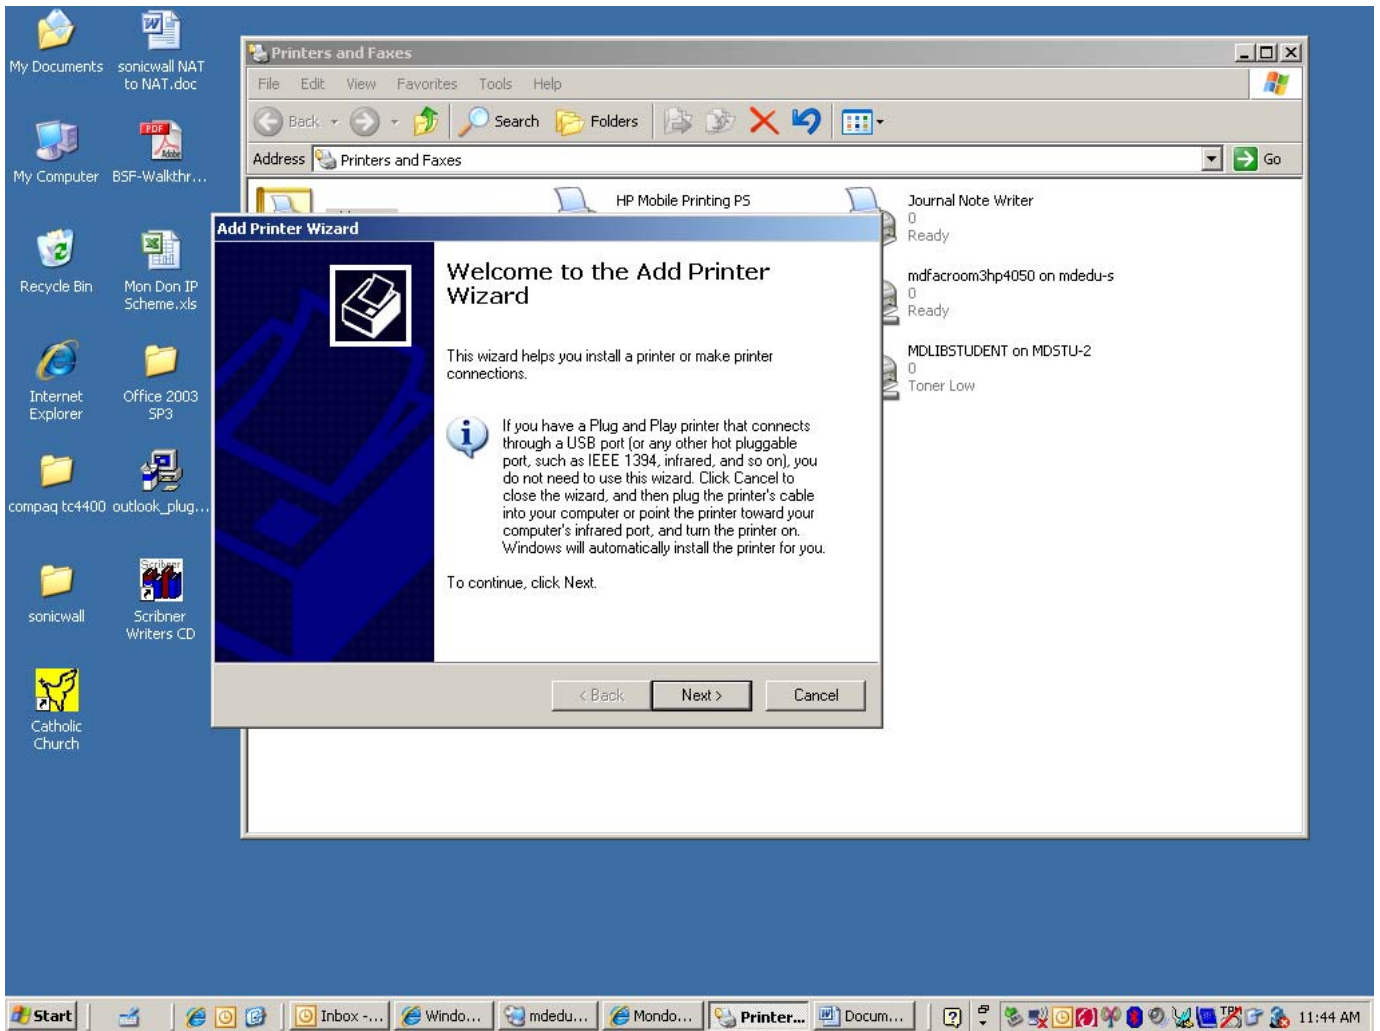 My Documents
sonicwall NAT
to NAT.doc
My Computer
PDF
Adobe
BSF-Walkthr...
Recycle Bin
Mon Don IP
Scheme.xls
Internet
Explorer
Office 2003
SP3
compaq tc4400
outlook_plug...
sonicwall
Scribner
Scribner
Writers CD
Catholic
Church
Printers and Faxes
File Edit View Favorites Tools Help
Back Search Folders
Address Printers and Faxes Go
HP Mobile Printing PS
Journal Note Writer
0
Ready
mdfacroom3hp4050 on mdedu-s
0
Ready
MDLIBSTUDENT on MDSTU-2
0
Toner Low
Add Printer Wizard
Welcome to the Add Printer
Wizard
This wizard helps you install a printer or make printer
connections.
If you have a Plug and Play printer that connects
through a USB port (or any other hot pluggable
port, such as IEEE 1394, infrared, and so on), you
do not need to use this wizard. Click Cancel to
close the wizard, and then plug the printer's cable
into your computer or point the printer toward your
computer's infrared port, and turn the printer on.
Windows will automatically install the printer for you.
To continue, click Next.
< Back Next > Cancel
Start Inbox -... Windo... mdedu... Mondo... Printer... Docum... 11:44 AM